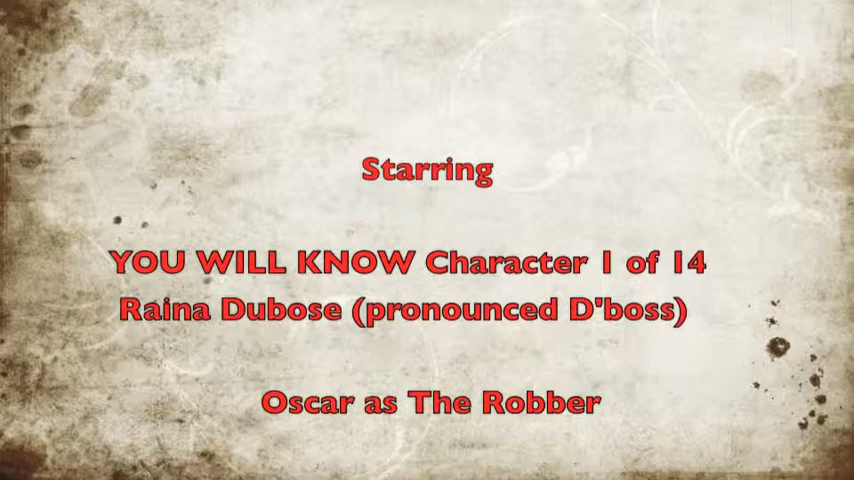 Starring
YOU WILL KNOW Character 1 of 14
Raina Dubose (pronounced D'boss)
Oscar as The Robber